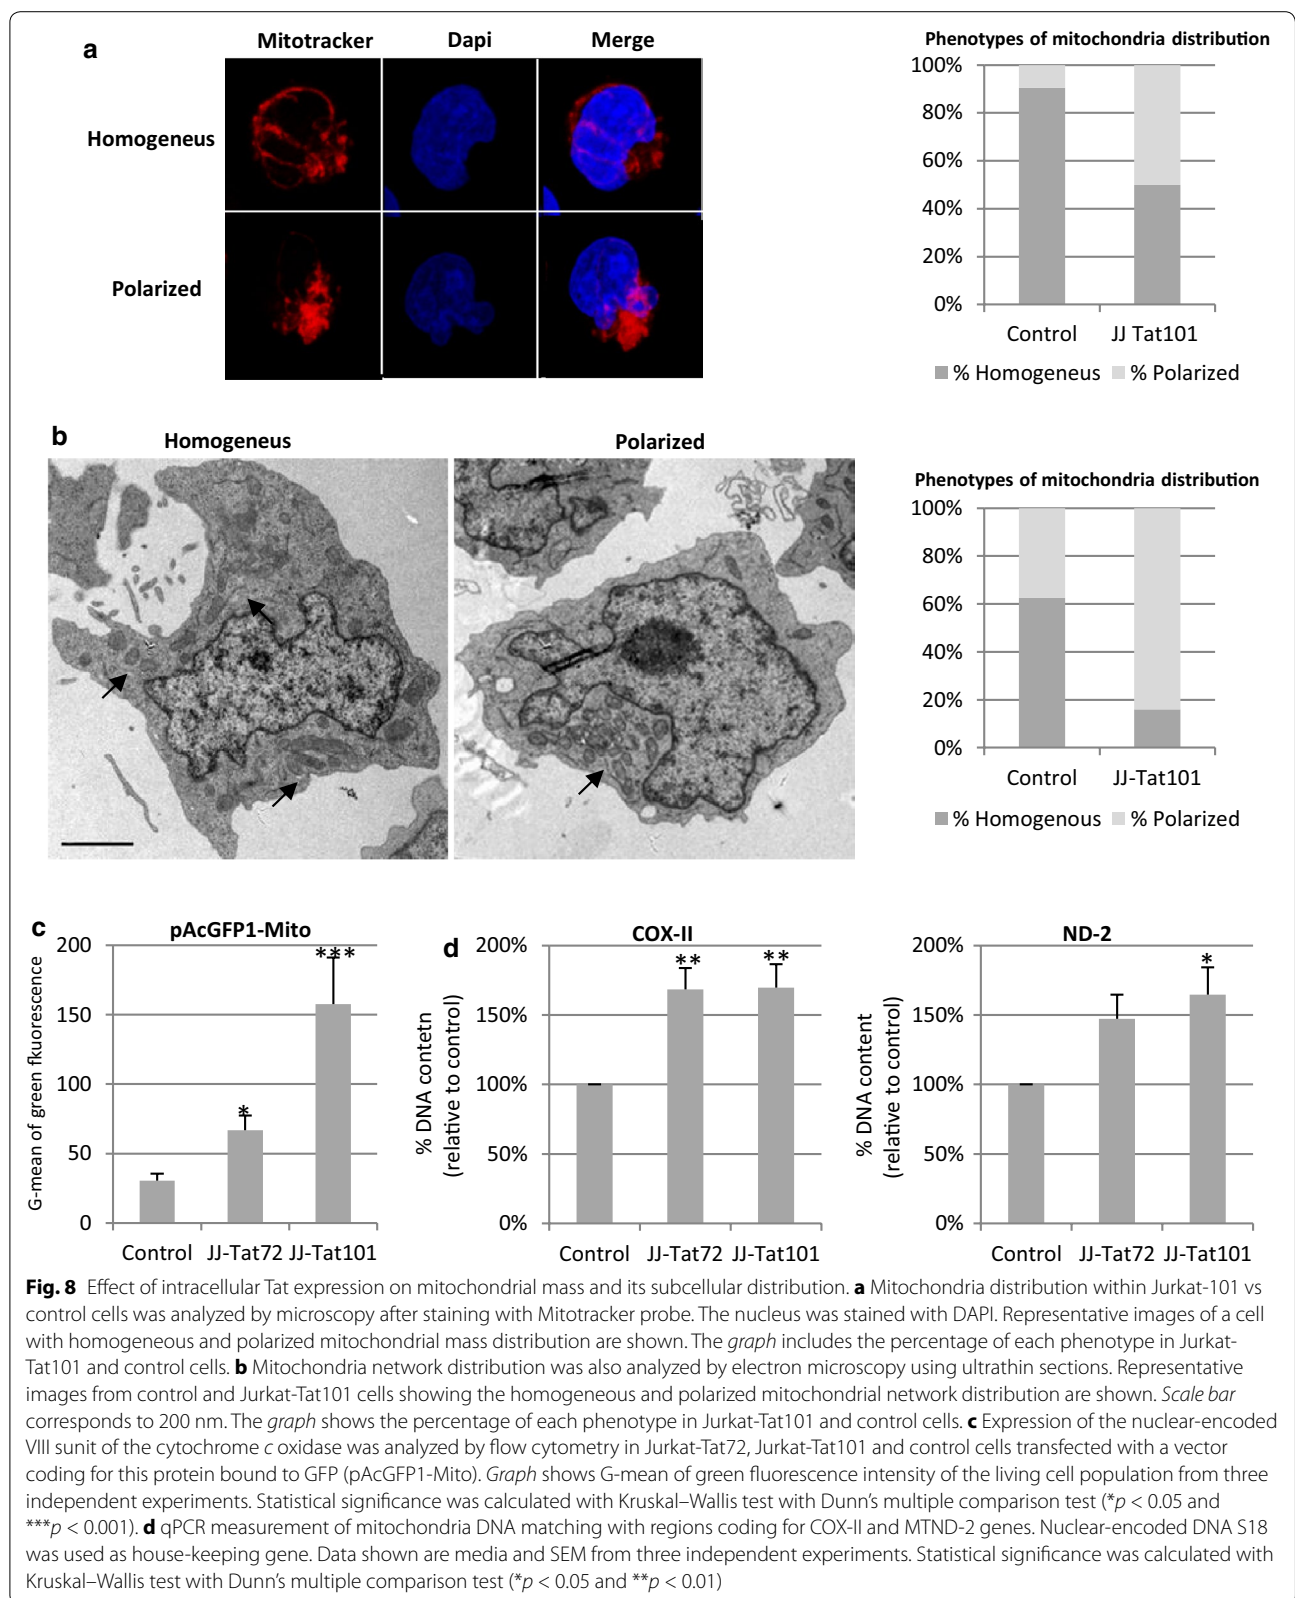 a
Mitotracker Dapi Merge
Homogeneus
Polarized
Phenotypes of mitochondria distribution
100%
80%
60%
40%
20%
0%
Control JJ Tat101
% Homogeneus % Polarized
b
Homogeneus Polarized
Phenotypes of mitochondria distribution
100%
80%
60%
40%
20%
0%
Control JJ-Tat101
% Homogenous % Polarized
c
pAcGFP1-Mito
G-mean of green fkuorescence
200
150
100
50
0
*
***
Control JJ-Tat72 JJ-Tat101
d
COX-II
% DNA contetn
(relative to control)
200%
150%
100%
50%
0%
**
**
Control JJ-Tat72 JJ-Tat101
ND-2
% DNA content
(relative to control)
200%
150%
100%
50%
0%
*
Control JJ-Tat72 JJ-Tat101
Fig. 8 Effect of intracellular Tat expression on mitochondrial mass and its subcellular distribution. a Mitochondria distribution within Jurkat-101 vs
control cells was analyzed by microscopy after staining with Mitotracker probe. The nucleus was stained with DAPI. Representative images of a cell
with homogeneous and polarized mitochondrial mass distribution are shown. The graph includes the percentage of each phenotype in Jurkat-
Tat101 and control cells. b Mitochondria network distribution was also analyzed by electron microscopy using ultrathin sections. Representative
images from control and Jurkat-Tat101 cells showing the homogeneous and polarized mitochondrial network distribution are shown. Scale bar
corresponds to 200 nm. The graph shows the percentage of each phenotype in Jurkat-Tat101 and control cells. c Expression of the nuclear-encoded
VIII sunit of the cytochrome c oxidase was analyzed by flow cytometry in Jurkat-Tat72, Jurkat-Tat101 and control cells transfected with a vector
coding for this protein bound to GFP (pAcGFP1-Mito). Graph shows G-mean of green fluorescence intensity of the living cell population from three
independent experiments. Statistical significance was calculated with Kruskal–Wallis test with Dunn’s multiple comparison test (*p < 0.05 and
***p < 0.001). d qPCR measurement of mitochondria DNA matching with regions coding for COX-II and MTND-2 genes. Nuclear-encoded DNA S18
was used as house-keeping gene. Data shown are media and SEM from three independent experiments. Statistical significance was calculated with
Kruskal–Wallis test with Dunn’s multiple comparison test (*p < 0.05 and **p < 0.01)